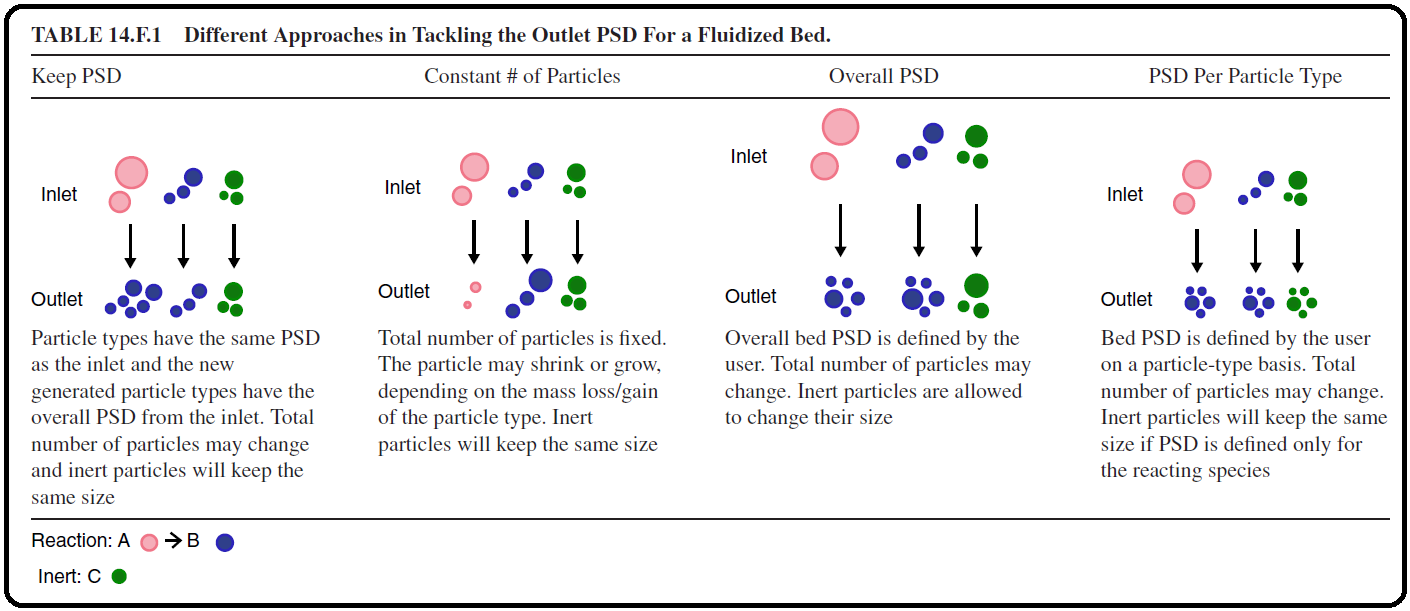 TABLE 14.F.1 Different Approaches in Tackling the Outlet PSD For a Fluidized Bed.
Keep PSD
Constant # of Particles
Overall PSD
PSD Per Particle Type
Inlet
Outlet
Particle types have the same PSD
as the inlet and the new
generated particle types have the
overall PSD from the inlet. Total
number of particles may change
and inert particles will keep the
same size
Inlet
Outlet
Total number of particles is fixed.
The particle may shrink or grow,
depending on the mass loss/gain
of the particle type. Inert
particles will keep the same size
Inlet
Outlet
Overall bed PSD is defined by the
user. Total number of particles may
change. Inert particles are allowed
to change their size
Inlet
Outlet
Bed PSD is defined by the user
on a particle-type basis. Total
number of particles may change.
Inert particles will keep the same
size if PSD is defined only for
the reacting species
Reaction: A → B
Inert: C